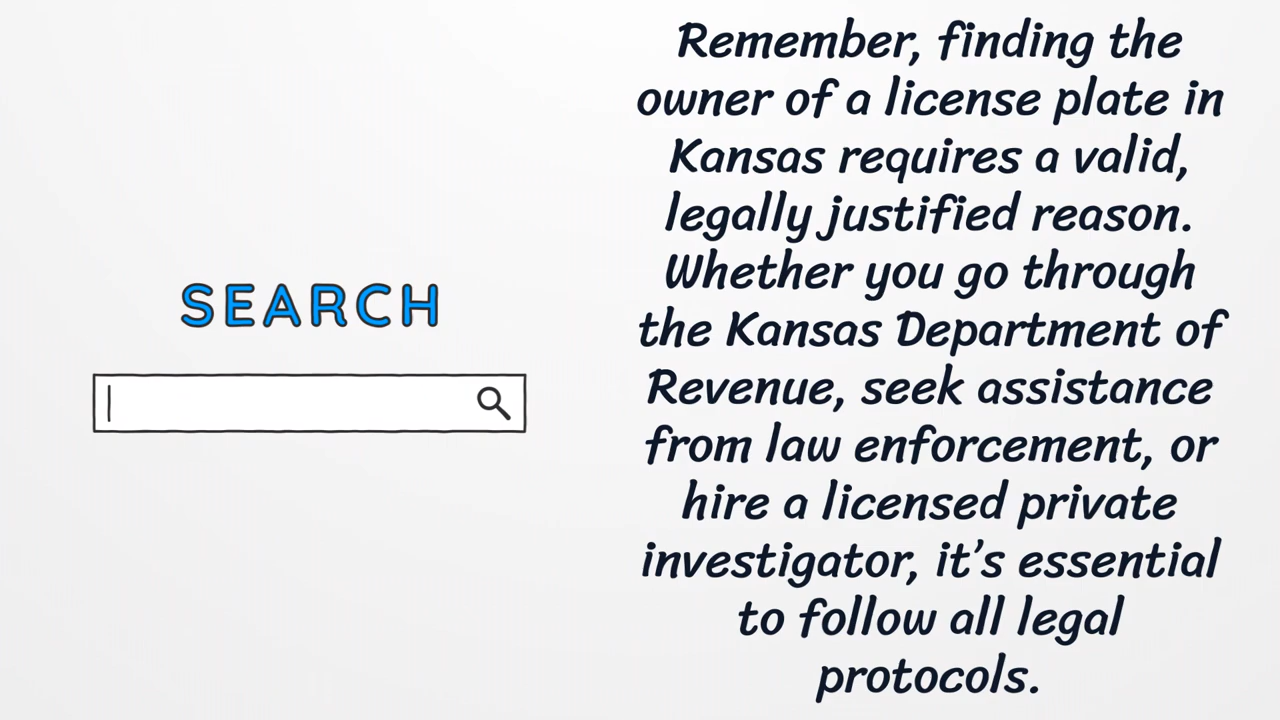 SEARCH
Remember, finding the
owner of a license plate in
Kansas requires a valid,
legally justified reason.
Whether you go through
the Kansas Department of
Revenue, seek assistance
from law enforcement, or
hire a licensed private
investigator, it’s essential
to follow all legal
protocols.